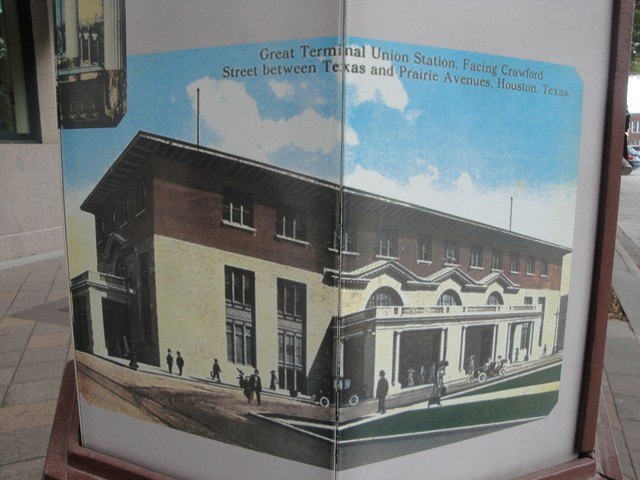 Great Terminal Union Station, Facing Crawford
Street between Texas and Prairie Avenues, Houston, Texas.